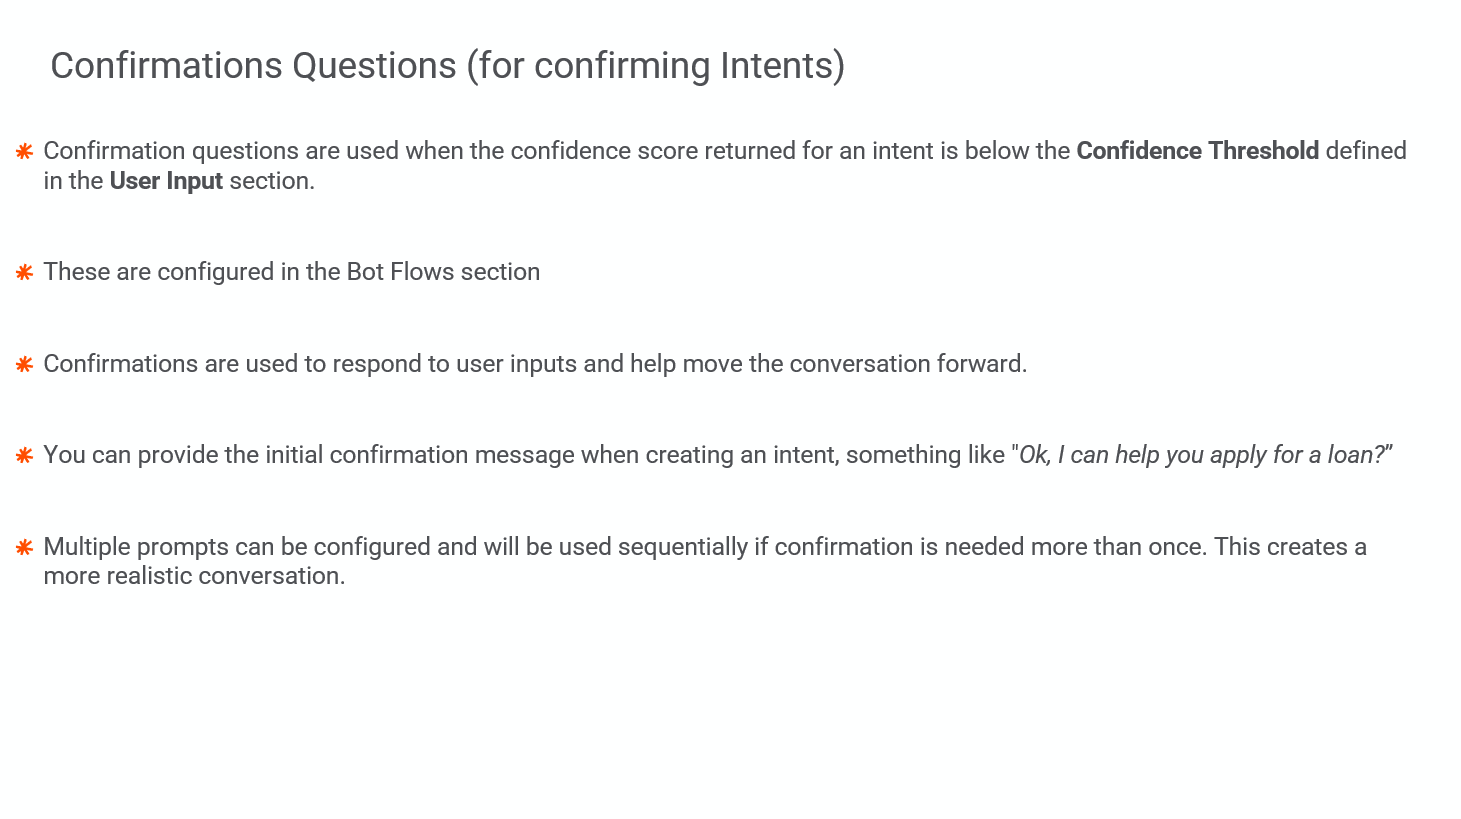 Confirmations Questions (for confirming Intents)
Confirmation questions are used when the confidence score returned for an intent is below the Confidence Threshold defined
in the User Input section.
These are configured in the Bot Flows section
Confirmations are used to respond to user inputs and help move the conversation forward.
You can provide the initial confirmation message when creating an intent, something like "Ok, I can help you apply for a loan?”
Multiple prompts can be configured and will be used sequentially if confirmation is needed more than once. This creates a
more realistic conversation.